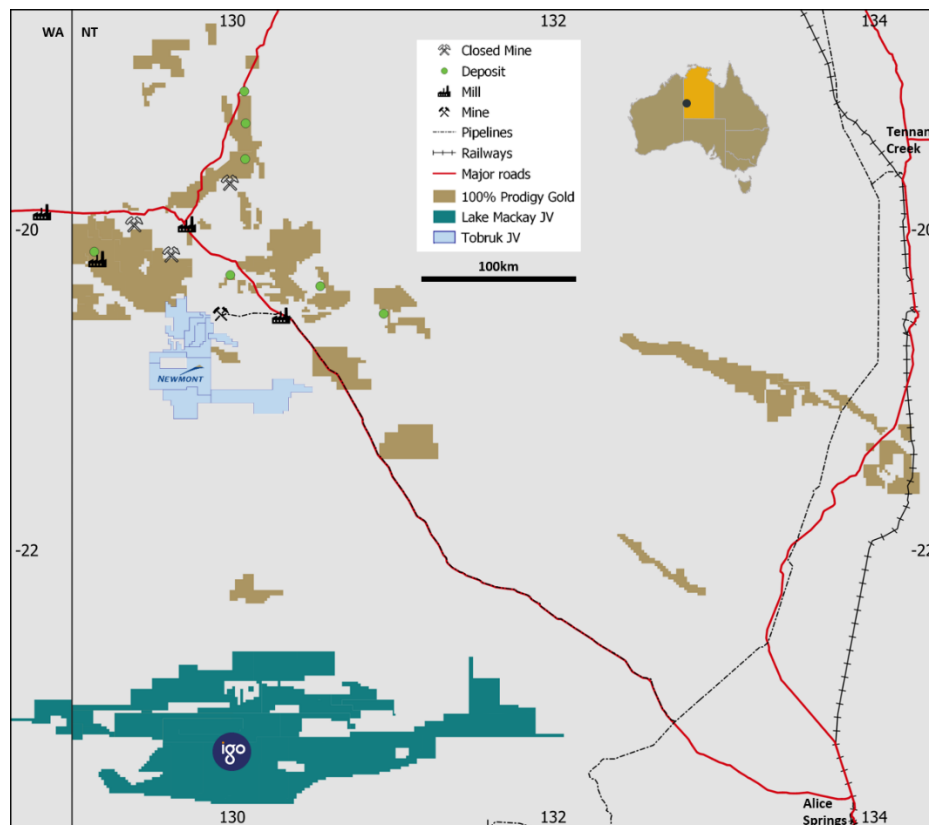 WA NT
130
132
134
Closed Mine
Deposit
Mill
Mine
Pipelines
Railways
Major roads
100% Prodigy Gold
Lake Mackay JV
Tobruk JV
100km
Tennan
Creek
-20
-20
NEWMONT
-22
-22
igo
130
132
134
Alice
Springs